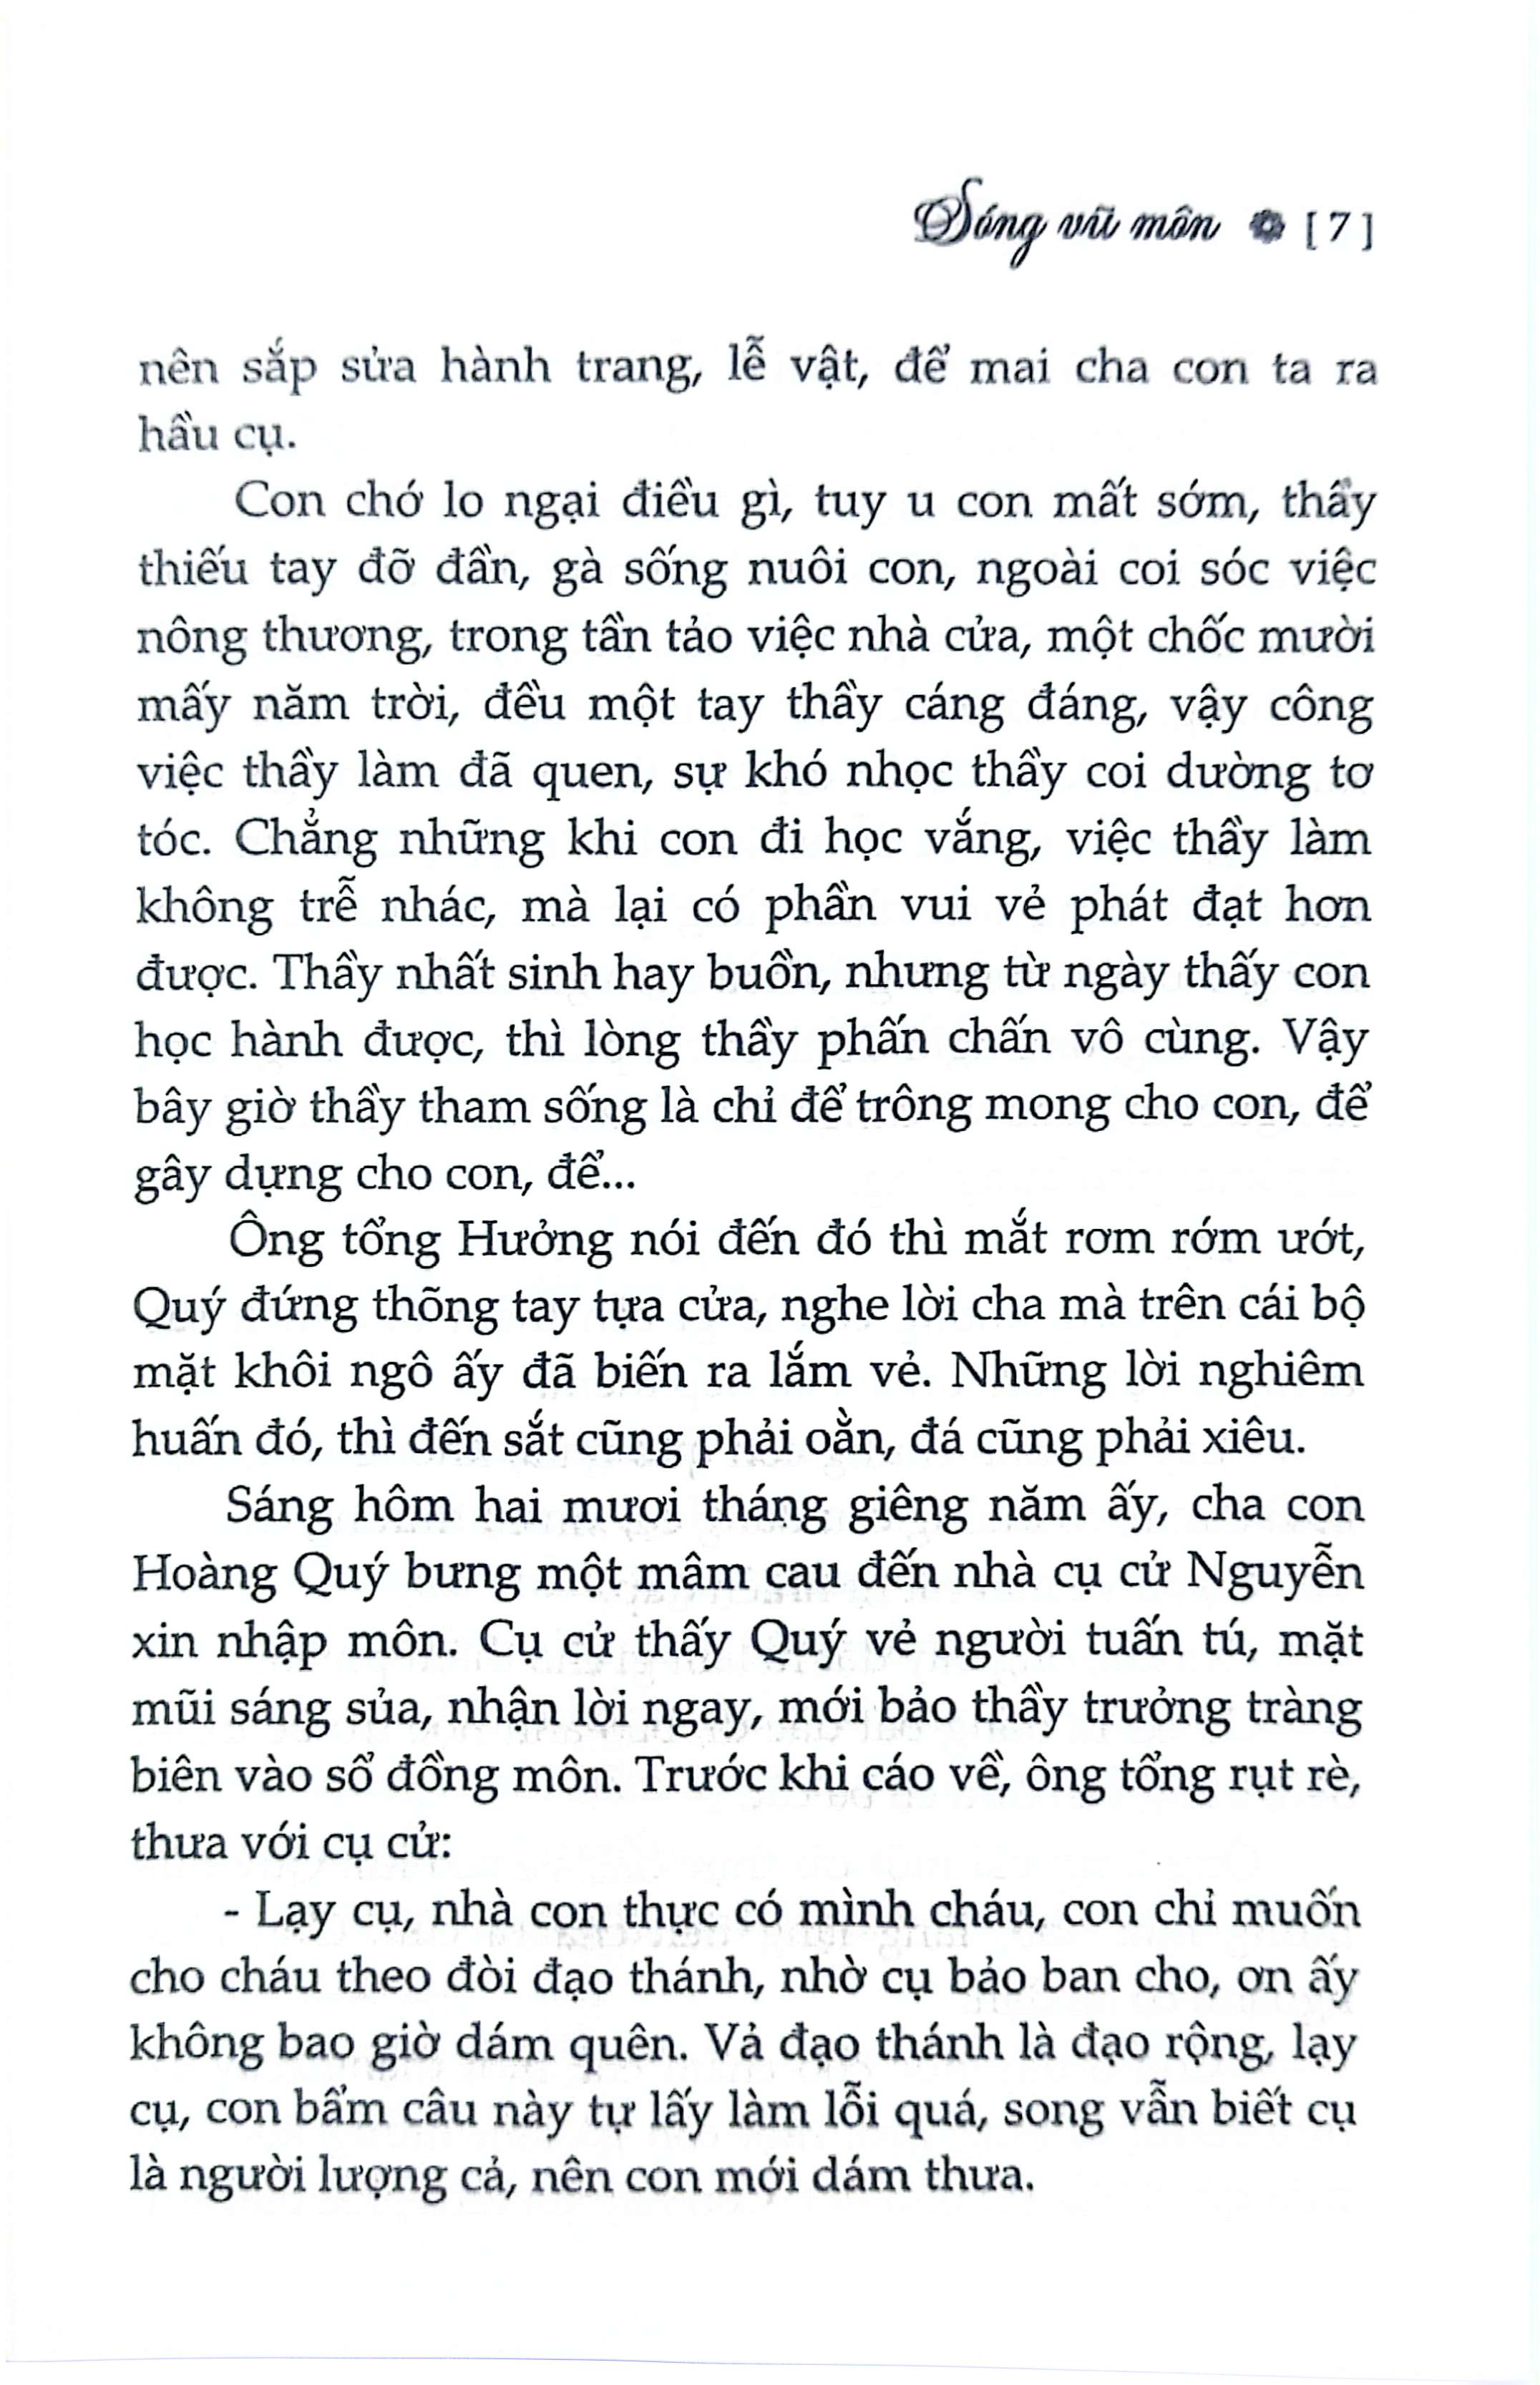 Sóng vũ môn [ 7 ]
nên sắp sửa hành trang, lễ vật, để mai cha con ta ra
hầu cụ.
Con chớ lo ngại điều gì, tuy u con mất sớm, thầy
thiếu tay đỡ đần, gà sống nuôi con, ngoài coi sóc việc
nông thương, trong tần tảo việc nhà cửa, một chốc mười
mấy năm trời, đều một tay thầy cáng đáng, vậy công
việc thầy làm đã quen, sự khó nhọc thầy coi dường tơ
tóc. Chẳng những khi con đi học vắng, việc thầy làm
không trễ nhác, mà lại có phần vui vẻ phát đạt hơn
được. Thầy nhất sinh hay buồn, nhưng từ ngày thấy con
học hành được, thì lòng thầy phấn chấn vô cùng. Vậy
bây giờ thầy tham sống là chỉ để trông mong cho con, để
gây dựng cho con, để...
Ông tổng Hưởng nói đến đó thì mắt rơm rớm ướt,
Quý đứng thõng tay tựa cửa, nghe lời cha mà trên cái bộ
mặt khôi ngô ấy đã biến ra lắm vẻ. Những lời nghiêm
huấn đó, thì đến sắt cũng phải oằn, đá cũng phải xiêu.
Sáng hôm hai mươi tháng giêng năm ấy, cha con
Hoàng Quý bưng một mâm cau đến nhà cụ cử Nguyễn
xin nhập môn. Cụ cử thấy Quý vẻ người tuấn tú, mặt
mũi sáng sủa, nhận lời ngay, mới bảo thầy trưởng tràng
biên vào sổ đồng môn. Trước khi cáo về, ông tổng rụt rè,
thưa với cụ cử:
- Lạy cụ, nhà con thực có mình cháu, con chỉ muốn
cho cháu theo đòi đạo thánh, nhờ cụ bảo ban cho, ơn ấy
không bao giờ dám quên. Vả đạo thánh là đạo rộng, lạy
cụ, con bẩm câu này tự lấy làm lỗi quá, song vẫn biết cụ
là người lượng cả, nên con mới dám thưa.